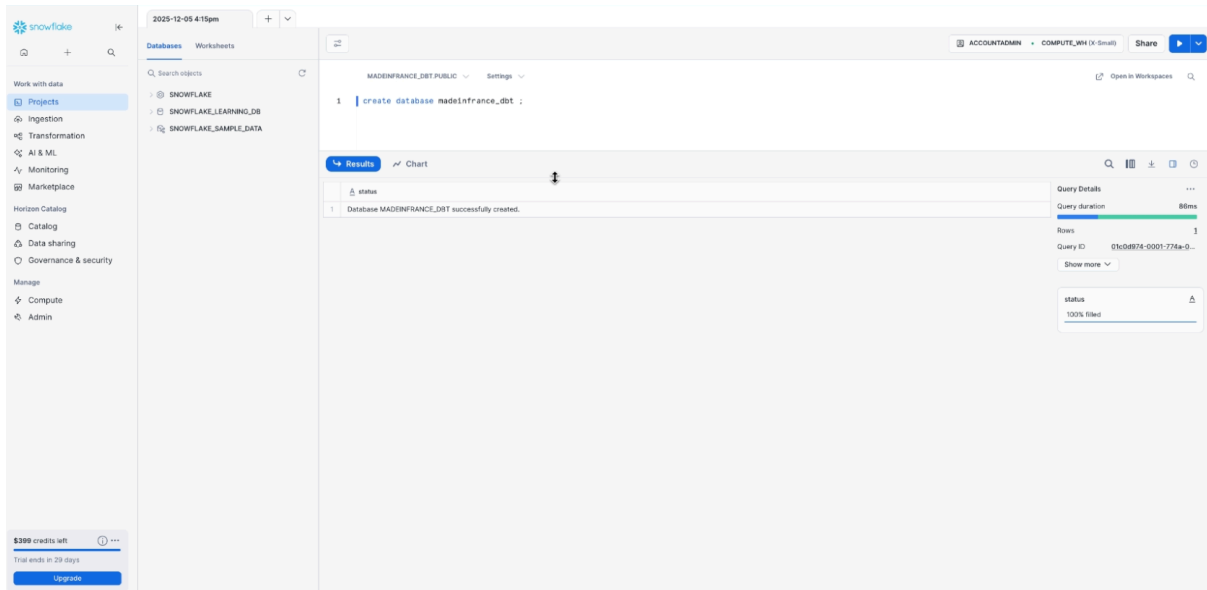 snowflake
Work with data
Projects
Ingestion
Transformation
AI & ML
Monitoring
Marketplace
Horizon Catalog
Catalog
Data sharing
Governance & security
Manage
Compute
Admin
$399 credits left
Trial ends in 29 days
Upgrade
2025-12-05 4:15pm
Databases Worksheets
Search objects
SNOWFLAKE
SNOWFLAKE_LEARNING_DB
SNOWFLAKE_SAMPLE_DATA
ACCOUNTADMIN COMPUTE_WH (X-Small) Share
MADEINFRANCE_DBT.PUBLIC Settings Open in Workspaces
1 create database madeinfrance_dbt ;
Results Chart
A status
1 Database MADEINFRANCE_DBT successfully created.
Query Details
Query duration 86ms
Rows 1
Query ID 01c0d974-0001-774a-0...
Show more
status A
100% filled